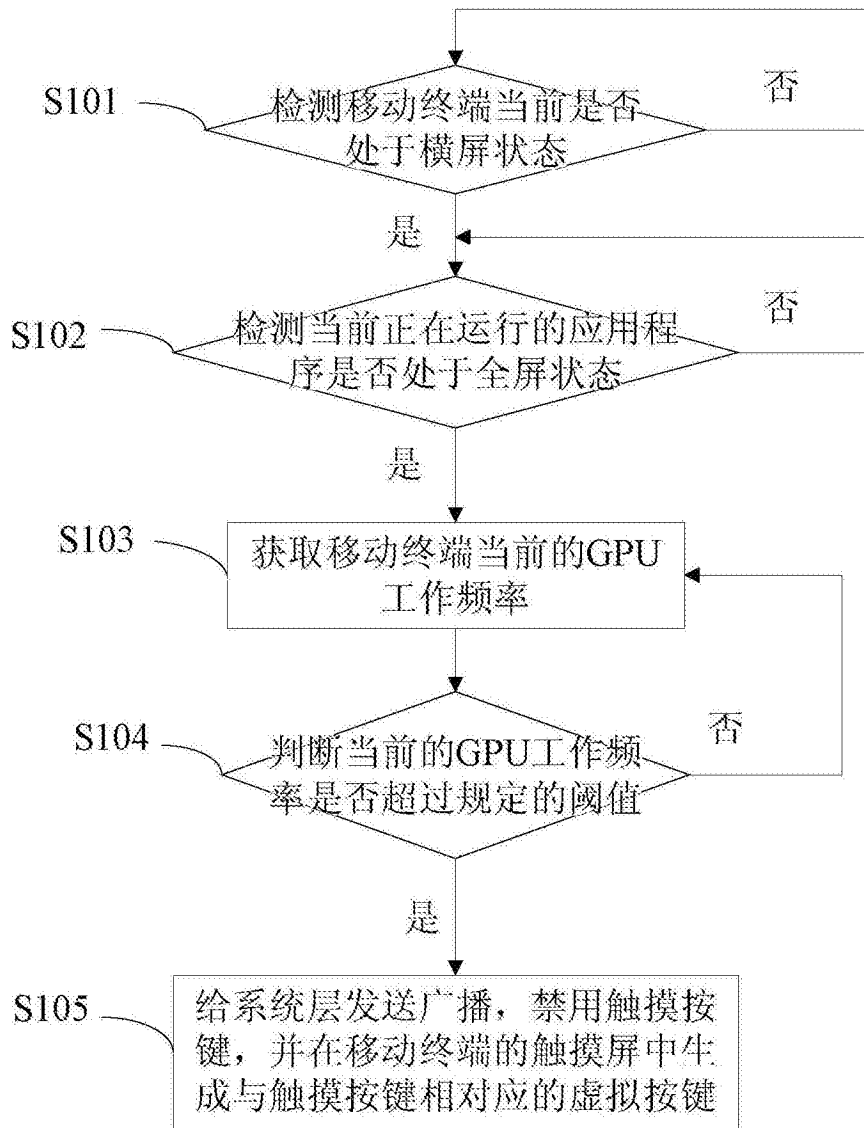 S101
检测移动终端当前是否
处于横屏状态
否
是
S102
检测当前正在运行的应用程
序是否处于全屏状态
否
是
S103
获取移动终端当前的GPU
工作频率
S104
判断当前的GPU工作频
率是否超过规定的阈值
否
是
S105
给系统层发送广播，禁用触摸按
键，并在移动终端的触摸屏中生
成与触摸按键相对应的虚拟按键